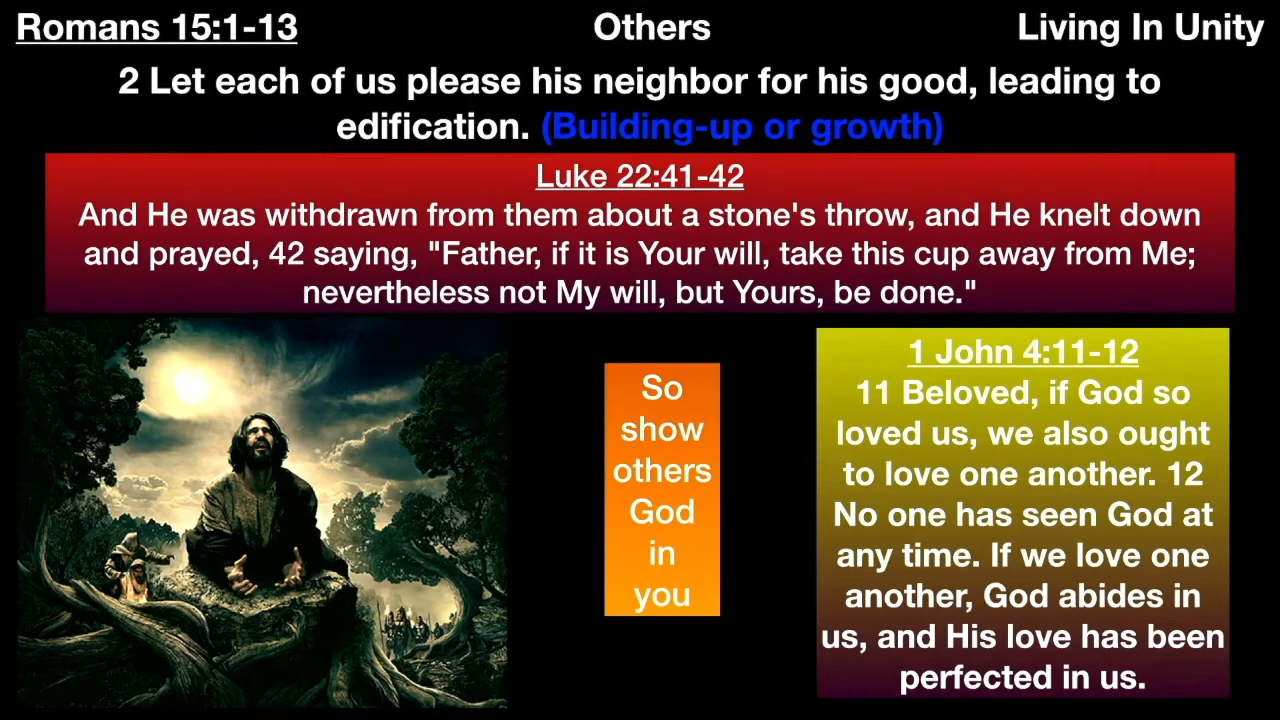 Romans 15:1-13
Others
Living In Unity
2 Let each of us please his neighbor for his good, leading to
edification. (Building-up or growth)
Luke 22:41-42
And He was withdrawn from them about a stone's throw, and He knelt down
and prayed, 42 saying, "Father, if it is Your will, take this cup away from Me;
nevertheless not My will, but Yours, be done."
So
show
others
God
in
you
1 John 4:11-12
11 Beloved, if God so
loved us, we also ought
to love one another. 12
No one has seen God at
any time. If we love one
another, God abides in
us, and His love has been
perfected in us.